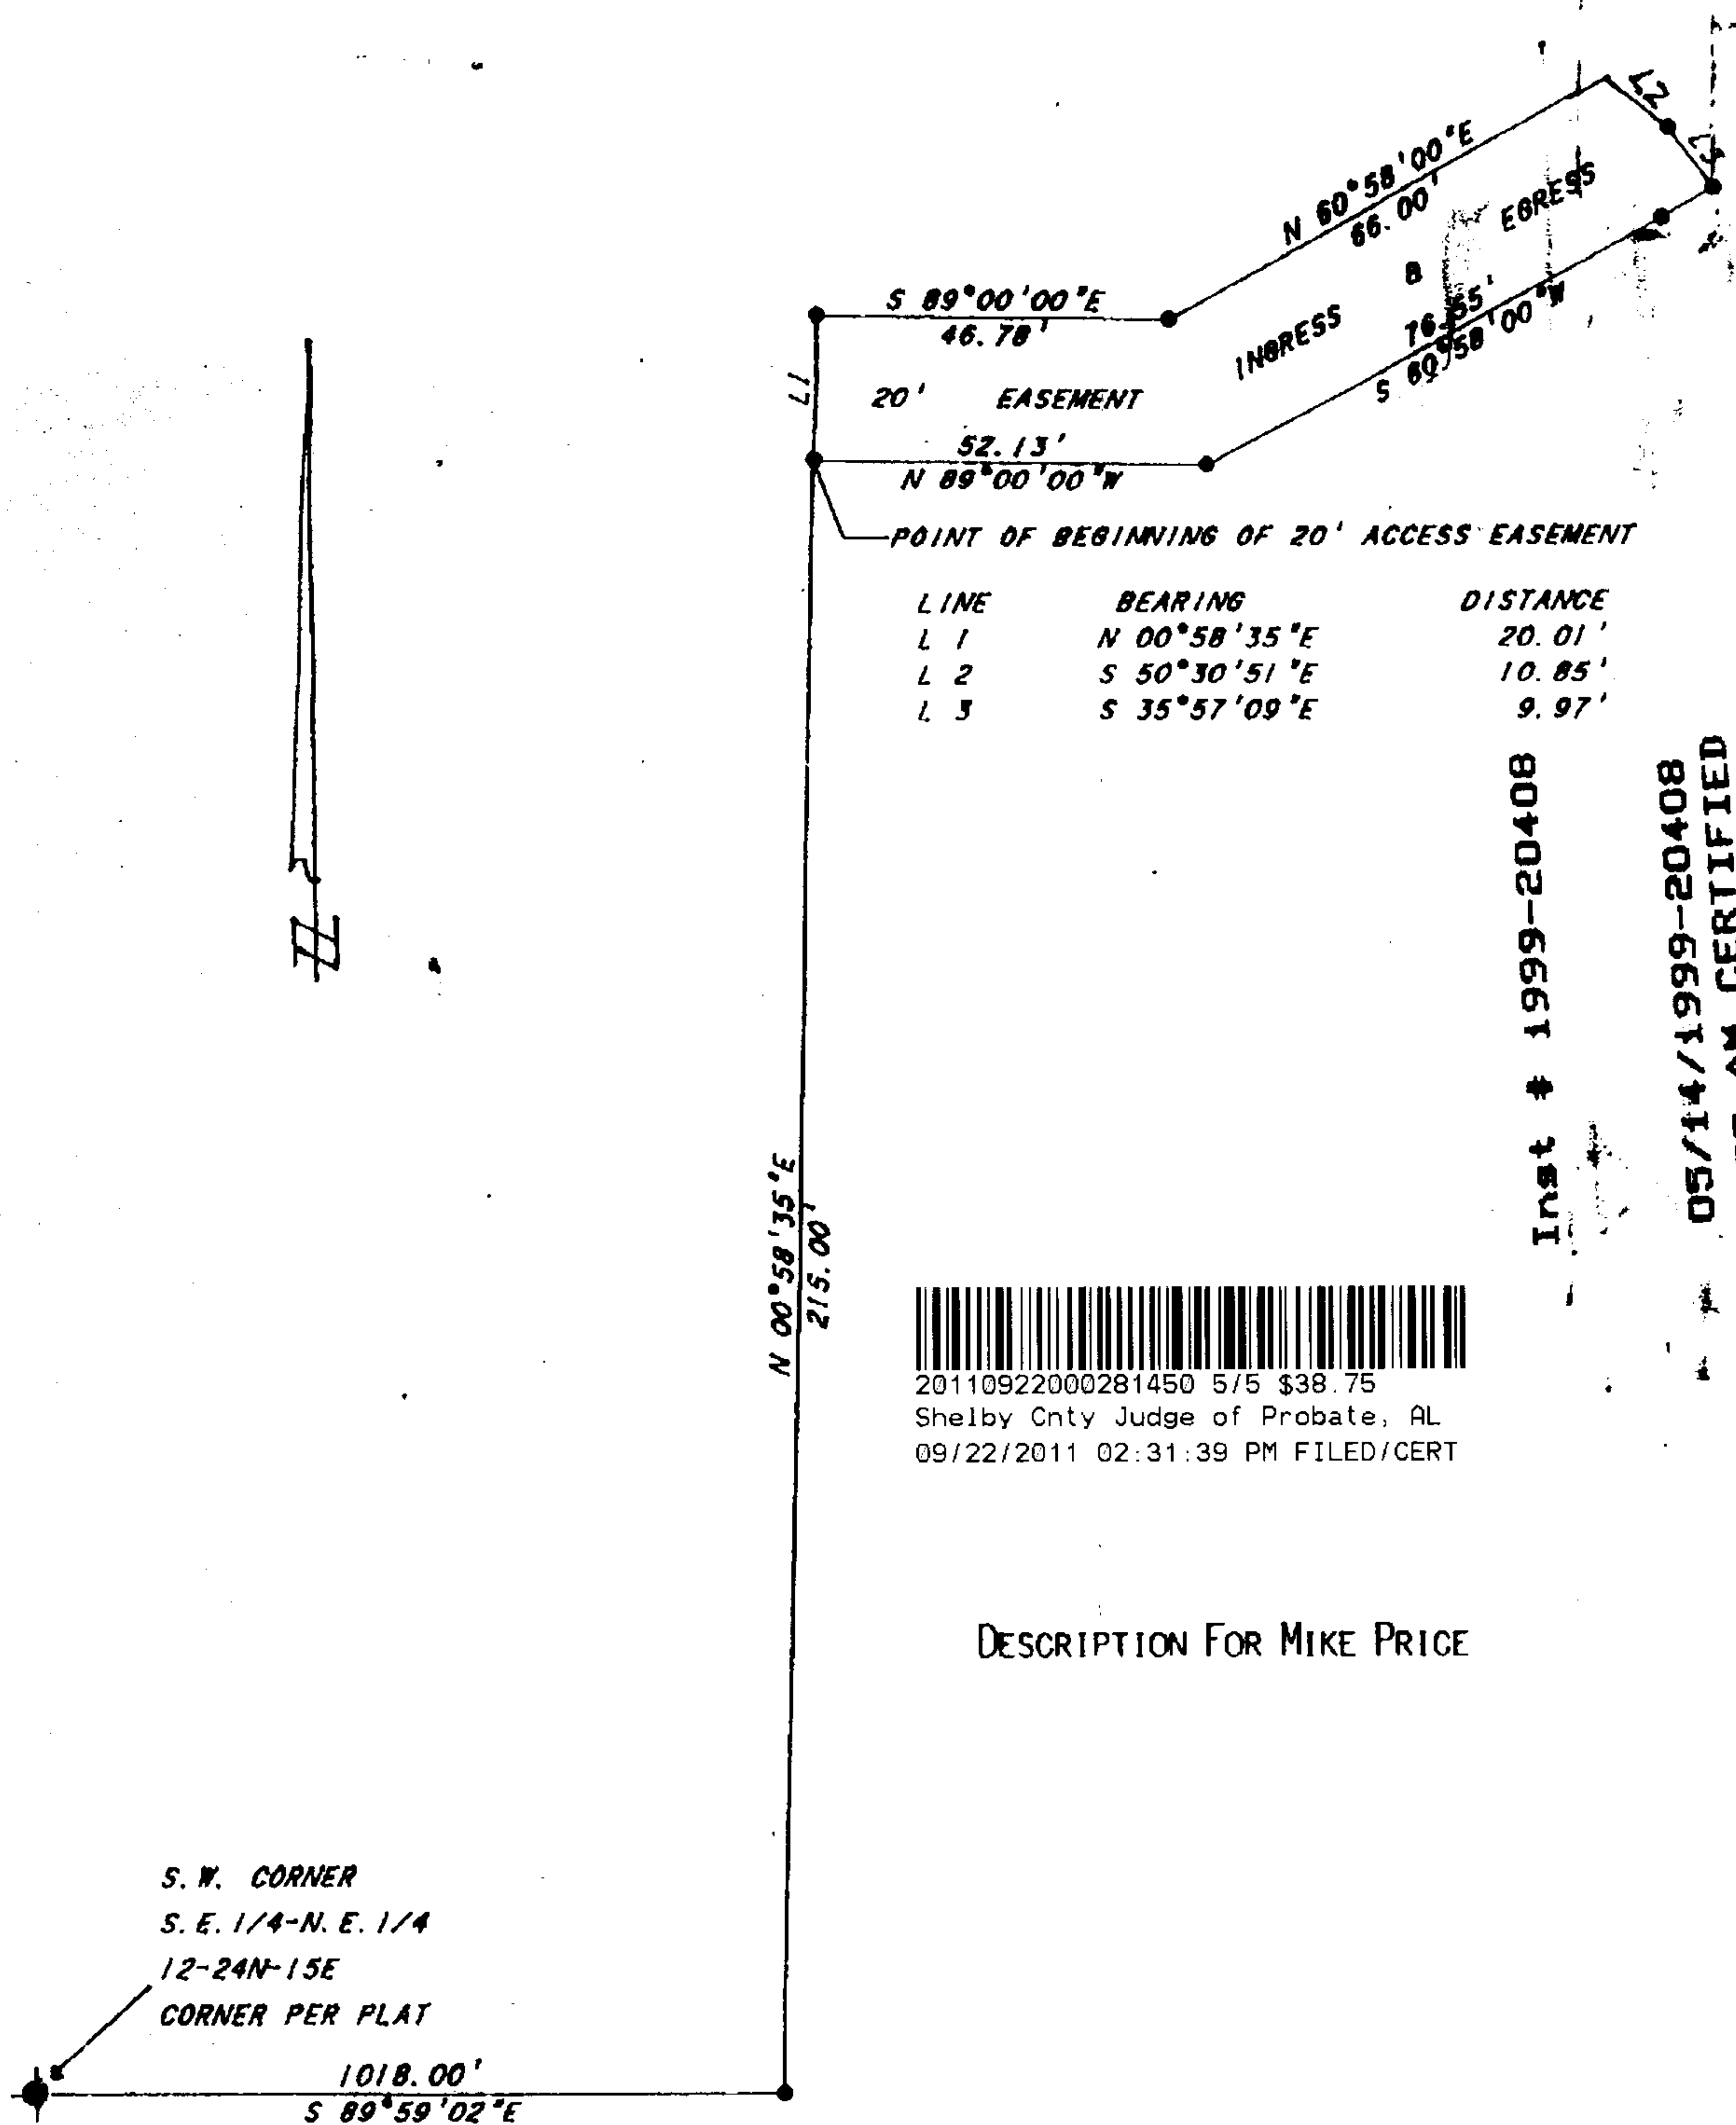 L2
N 60°58'00"E
66.00'
INGRESS & EGRESS
76.55'
S 60°58'00"W
S 89°00'00"E
46.78'
L1
20' EASEMENT
52.13'
N 89°00'00"W
POINT OF BEGINNING OF 20' ACCESS EASEMENT
LINE BEARING DISTANCE
L 1 N 00°58'35"E 20.01'
L 2 S 50°30'51"E 10.85'
L 3 S 35°57'09"E 9.97'
N
N 00°58'35"E
215.00'
Inst # 1999-20408
05/14/1999-20408
AM CERTIFIED
20110922000281450 5/5 $38.75
Shelby Cnty Judge of Probate, AL
09/22/2011 02:31:39 PM FILED/CERT
DESCRIPTION FOR MIKE PRICE
S.W. CORNER
S.E. 1/4-N.E. 1/4
12-24N-15E
CORNER PER PLAT
1018.00'
S 89°59'02"E